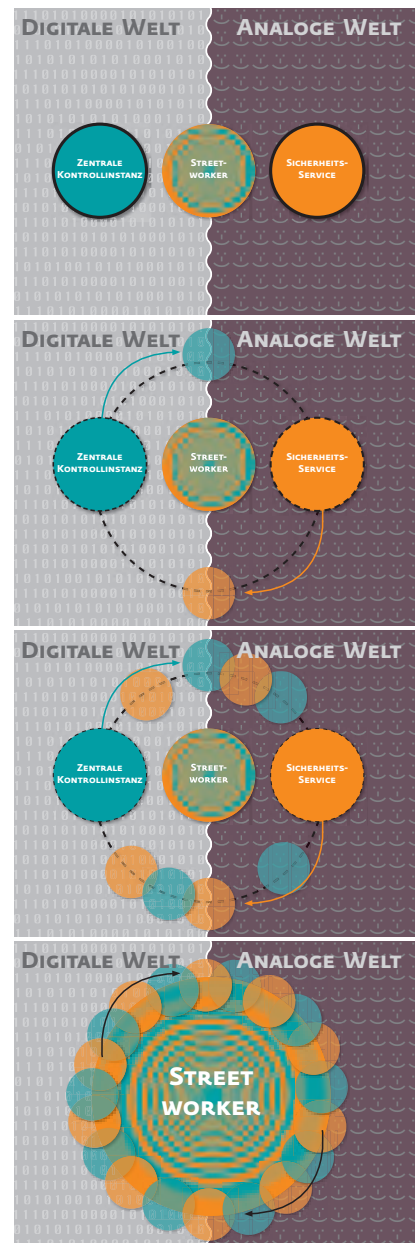 Digitale Welt
Analoge Welt
Zentrale
Kontrollinstanz
Street-
worker
Sicherheits-
Service
Digitale Welt
Analoge Welt
Zentrale
Kontrollinstanz
Street-
worker
Sicherheits-
Service
Digitale Welt
Analoge Welt
Zentrale
Kontrollinstanz
Street-
worker
Sicherheits-
Service
Digitale Welt
Analoge Welt
Street
worker